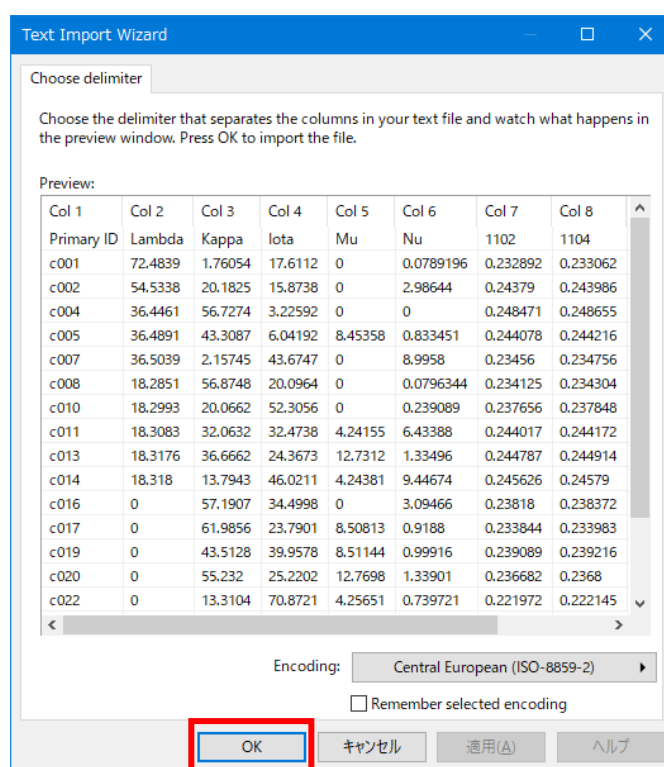 Text Import Wizard
Choose delimiter
Choose the delimiter that separates the columns in your text file and watch what happens in
the preview window. Press OK to import the file.
Preview:
Col 1 Col 2 Col 3 Col 4 Col 5 Col 6 Col 7 Col 8
Primary ID Lambda Kappa Iota Mu Nu 1102 1104
c001 72.4839 1.76054 17.6112 0 0.0789196 0.232892 0.233062
c002 54.5338 20.1825 15.8738 0 2.98644 0.24379 0.243986
c004 36.4461 56.7274 3.22592 0 0 0.248471 0.248655
c005 36.4891 43.3087 6.04192 8.45358 0.833451 0.244078 0.244216
c007 36.5039 2.15745 43.6747 0 8.9958 0.23456 0.234756
c008 18.2851 56.8748 20.0964 0 0.0796344 0.234125 0.234304
c010 18.2993 20.0662 52.3056 0 0.239089 0.237656 0.237848
c011 18.3083 32.0632 32.4738 4.24155 6.43388 0.244017 0.244172
c013 18.3176 36.6662 24.3673 12.7312 1.33496 0.244787 0.244914
c014 18.318 13.7943 46.0211 4.24381 9.44674 0.245626 0.24579
c016 0 57.1907 34.4998 0 3.09466 0.23818 0.238372
c017 0 61.9856 23.7901 8.50813 0.9188 0.233844 0.233983
c019 0 43.5128 39.9578 8.51144 0.99916 0.239089 0.239216
c020 0 55.232 25.2202 12.7698 1.33901 0.236682 0.2368
c022 0 13.3104 70.8721 4.25651 0.739721 0.221972 0.222145
Encoding: Central European (ISO-8859-2)
Remember selected encoding
OK キャンセル 適用(A) ヘルプ